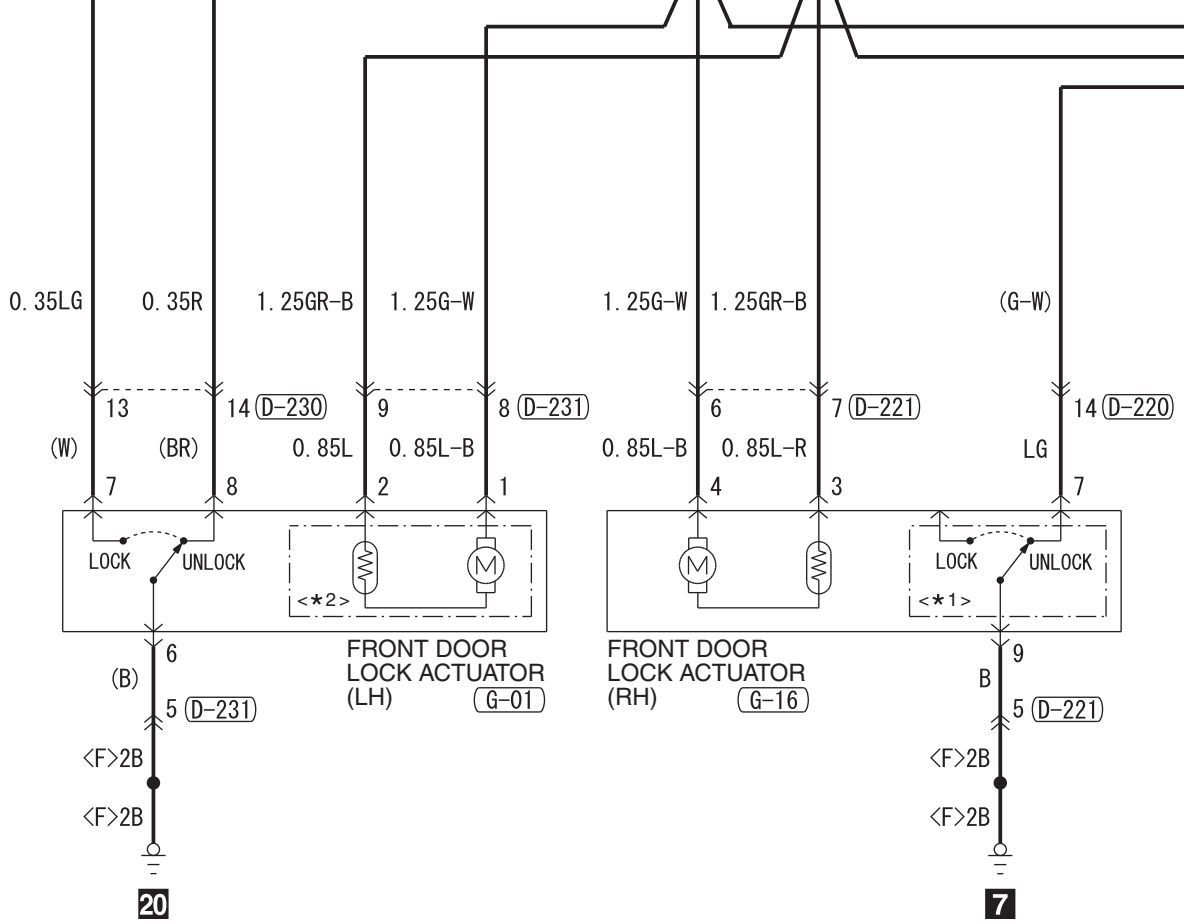 0.35LG 0.35R 1.25GR-B 1.25G-W 1.25G-W 1.25GR-B (G-W)
13 14 D-230 9 8 D-231 6 7 D-221 14 D-220
(W) (BR) 0.85L 0.85L-B 0.85L-B 0.85L-R LG
7 8 2 1 4 3 7
LOCK UNLOCK M M LOCK UNLOCK
<*2> <*1>
6 FRONT DOOR FRONT DOOR 9
(B) LOCK ACTUATOR LOCK ACTUATOR B
(LH) G-01 (RH) G-16
5 D-231 5 D-221
<F>2B <F>2B
<F>2B <F>2B
20 7